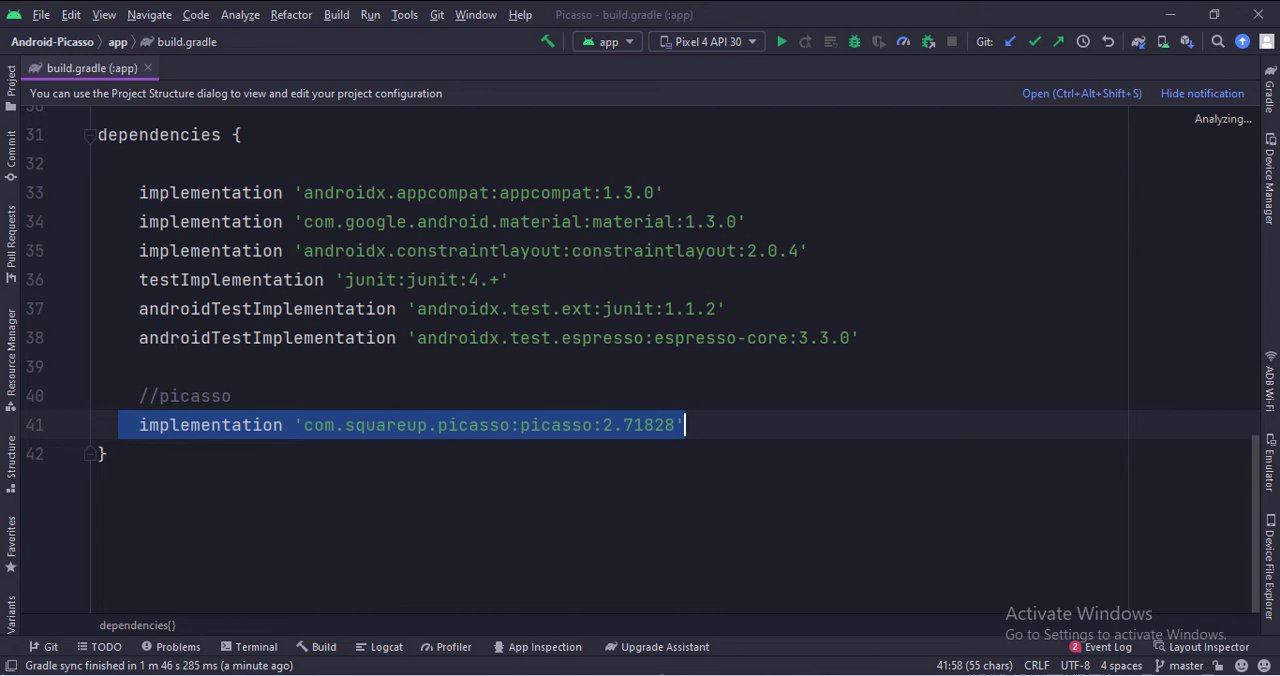 File Edit View Navigate Code Analyze Refactor Build Run Tools Git Window Help Picasso - build.gradle (:app)
Android-Picasso app build.gradle app Pixel 4 API 30 Git:
build.gradle (:app)
You can use the Project Structure dialog to view and edit your project configuration Open (Ctrl+Alt+Shift+S) Hide notification
Analyzing...
31 dependencies {
32
33 implementation 'androidx.appcompat:appcompat:1.3.0'
34 implementation 'com.google.android.material:material:1.3.0'
35 implementation 'androidx.constraintlayout:constraintlayout:2.0.4'
36 testImplementation 'junit:junit:4.+'
37 androidTestImplementation 'androidx.test.ext:junit:1.1.2'
38 androidTestImplementation 'androidx.test.espresso:espresso-core:3.3.0'
39
40 //picasso
41 implementation 'com.squareup.picasso:picasso:2.71828'
42 }
Project
Commit
Pull Requests
Resource Manager
Structure
Favorites
Variants
Gradle
Device Manager
ADB Wi-Fi
Emulator
Device File Explorer
Activate Windows
Go to Settings to activate Windows.
dependencies{}
Git TODO Problems Terminal Build Logcat Profiler App Inspection Upgrade Assistant 2 Event Log Layout Inspector
Gradle sync finished in 1 m 46 s 285 ms (a minute ago) 41:58 (55 chars) CRLF UTF-8 4 spaces master